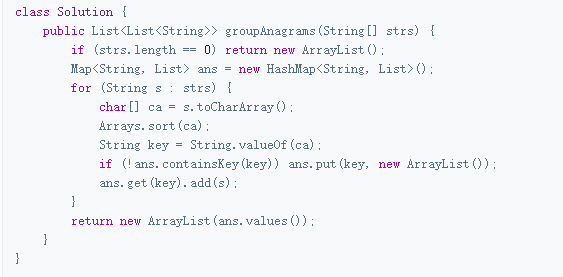 class Solution {
    public List<List<String>> groupAnagrams(String[] strs) {
        if (strs.length == 0) return new ArrayList();
        Map<String, List> ans = new HashMap<String, List>();
        for (String s : strs) {
            char[] ca = s.toCharArray();
            Arrays.sort(ca);
            String key = String.valueOf(ca);
            if (!ans.containsKey(key)) ans.put(key, new ArrayList());
            ans.get(key).add(s);
        }
        return new ArrayList(ans.values());
    }
}